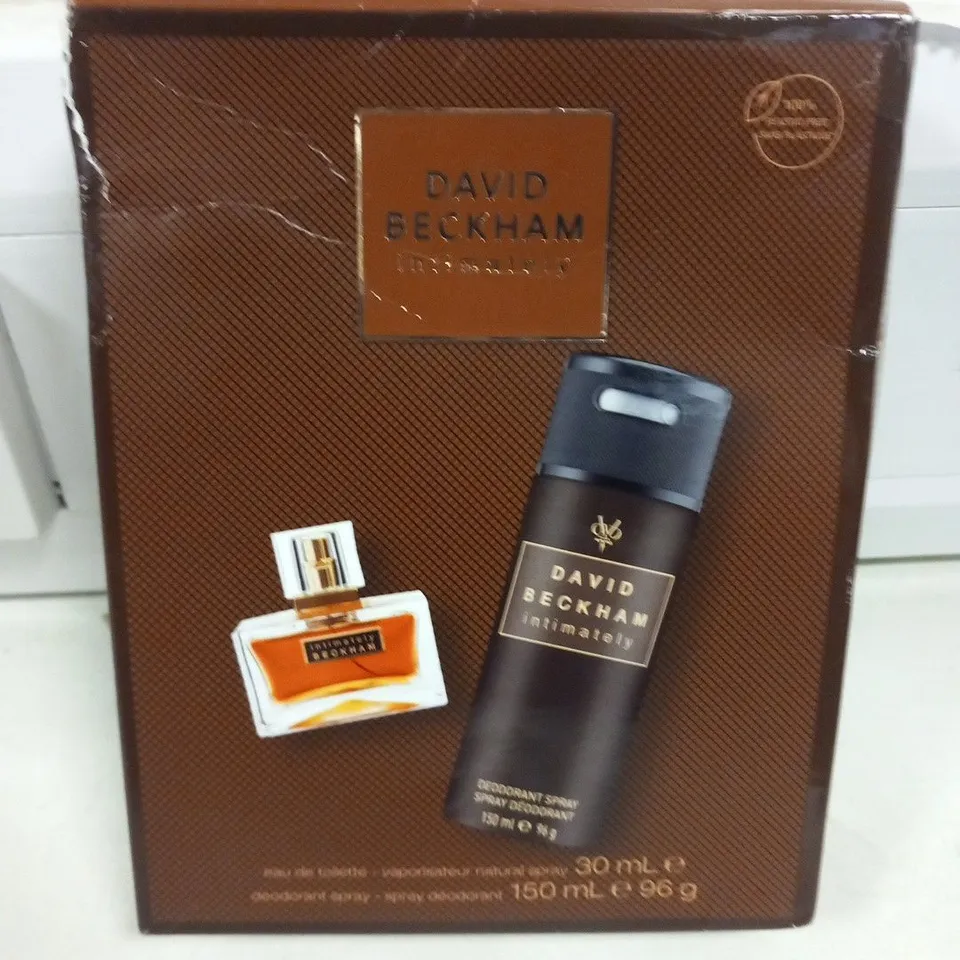 100%
DAVID
BECKHAM
intimately
DAVID
BECKHAM
intimately
intimately
BECKHAM
DEODORANT SPRAY
SPRAY DÉODORANT
150 ml e 96 g
eau de toilette - vaporisateur natural spray 30 mL e
deodorant spray - spray déodorant 150 mL e 96 g